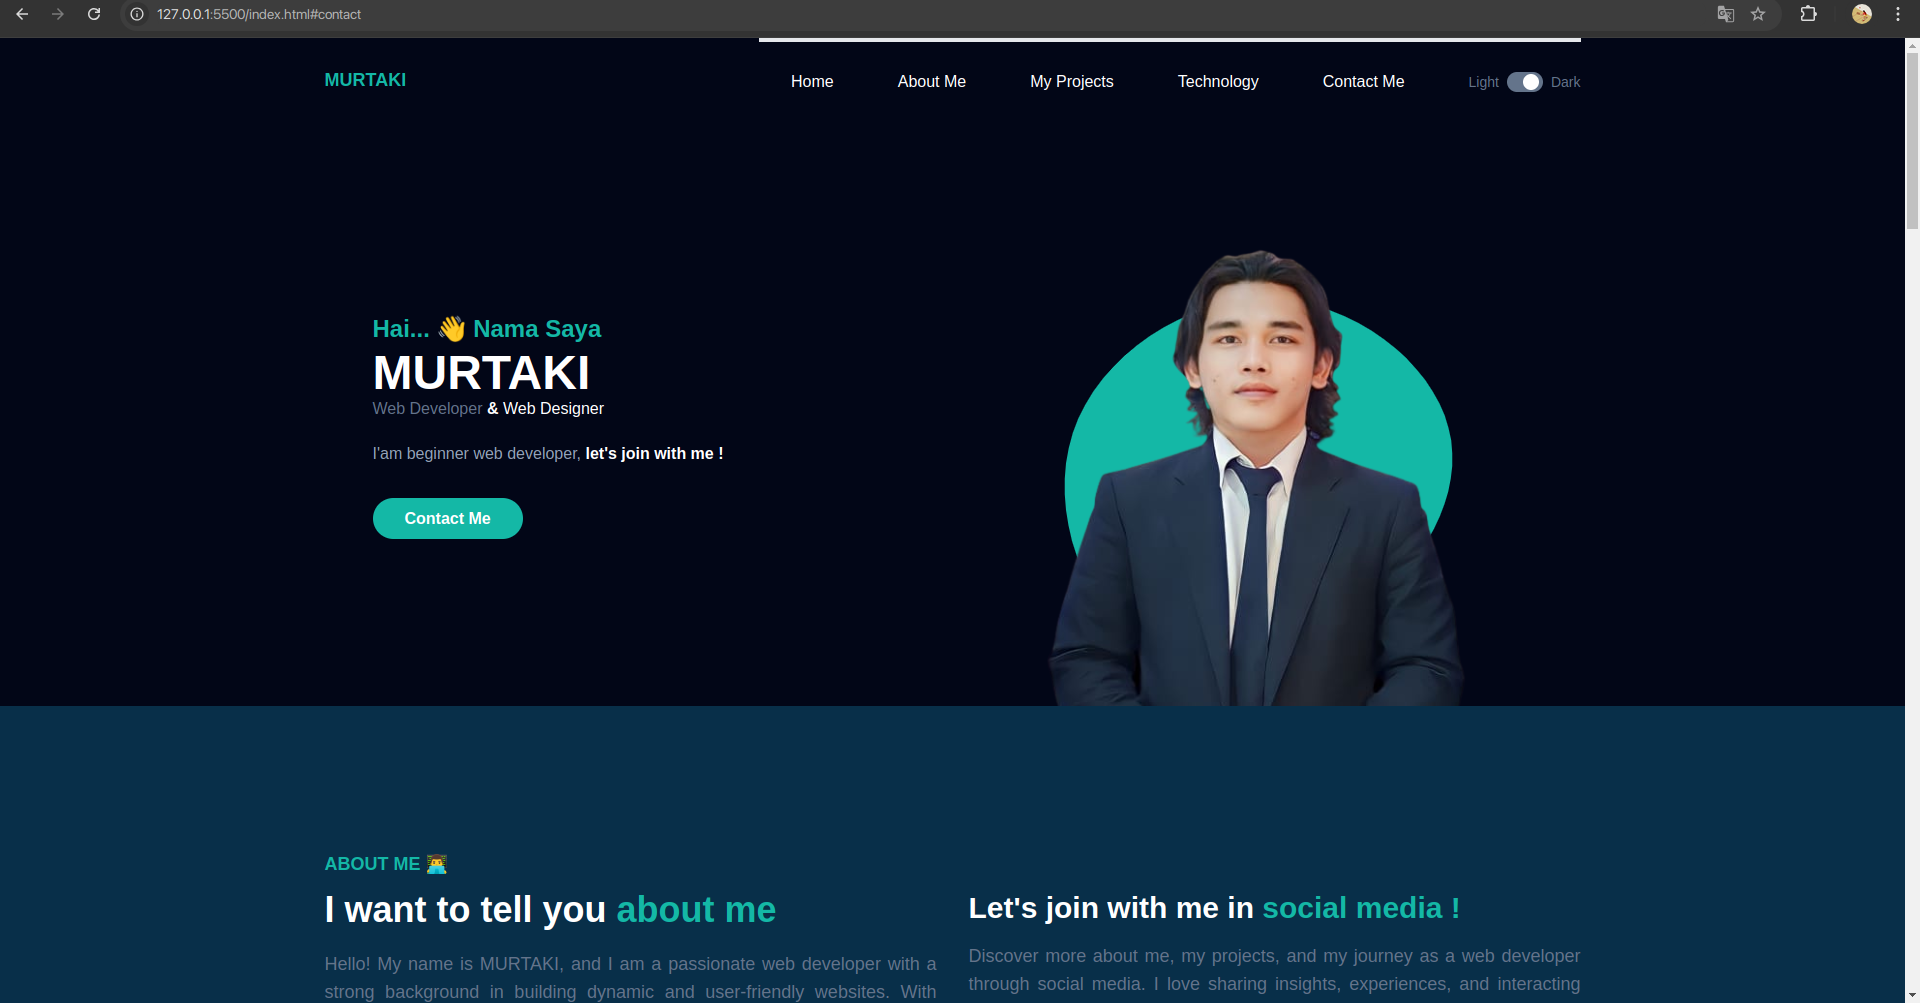 127.0.0.1:5500/index.html#contact
MURTAKI
Home About Me My Projects Technology Contact Me Light Dark
Hai... 👋 Nama Saya
MURTAKI
Web Developer & Web Designer
I'am beginner web developer, let's join with me !
Contact Me
ABOUT ME 👨‍💻
I want to tell you about me
Hello! My name is MURTAKI, and I am a passionate web developer with a
strong background in building dynamic and user-friendly websites. With
Let's join with me in social media !
Discover more about me, my projects, and my journey as a web developer
through social media. I love sharing insights, experiences, and interacting